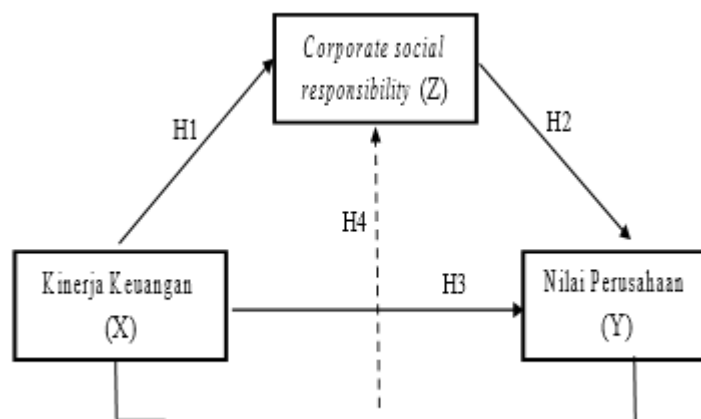 Corporate social
responsibility (Z)
H1
H2
H4
Kinerja Keuangan
(X)
H3
Nilai Perusahaan
(Y)